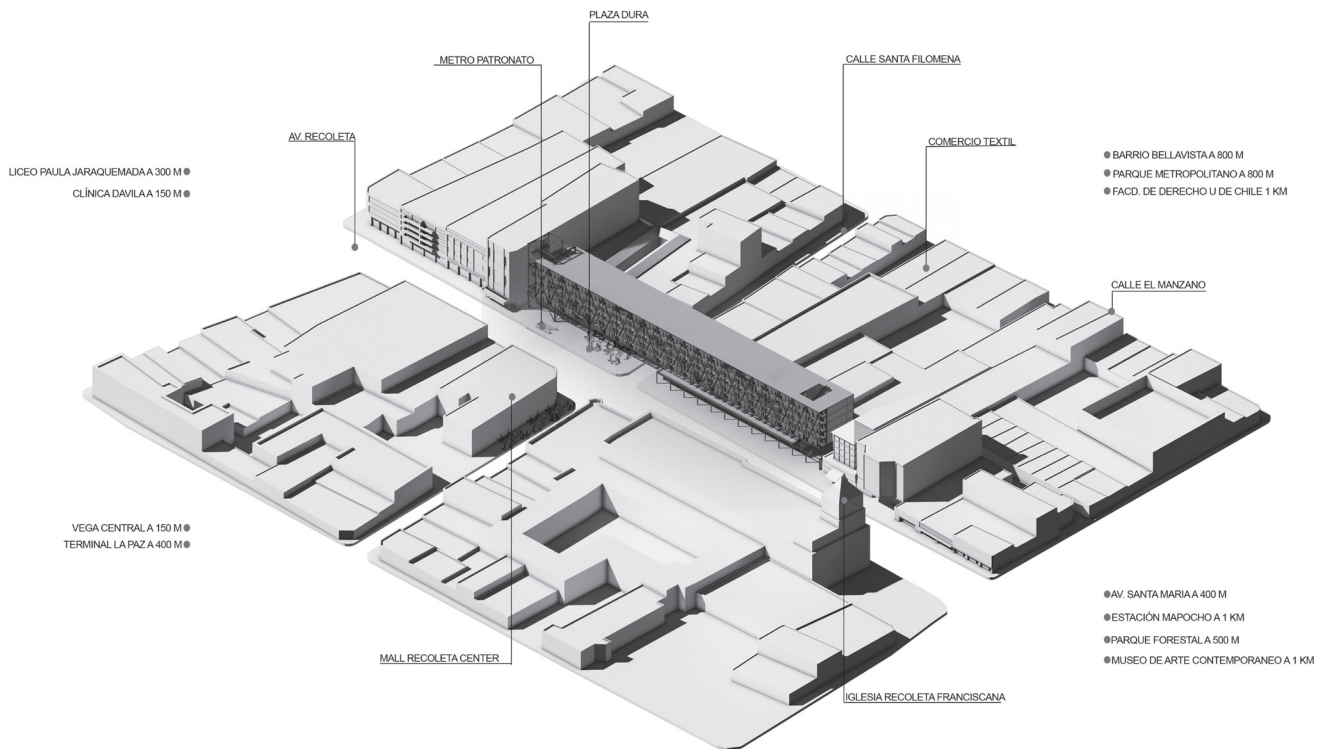 PLAZA DURA
METRO PATRONATO
CALLE SANTA FILOMENA
AV. RECOLETA
COMERCIO TEXTIL
LICEO PAULA JARAQUEMADA A 300 M
CLÍNICA DAVILA A 150 M
BARRIO BELLAVISTA A 800 M
PARQUE METROPOLITANO A 800 M
FACD. DE DERECHO U DE CHILE 1 KM
CALLE EL MANZANO
VEGA CENTRAL A 150 M
TERMINAL LA PAZ A 400 M
AV. SANTA MARIA A 400 M
ESTACIÓN MAPOCHO A 1 KM
PARQUE FORESTAL A 500 M
MUSEO DE ARTE CONTEMPORANEO A 1 KM
MALL RECOLETA CENTER
IGLESIA RECOLETA FRANCISCANA